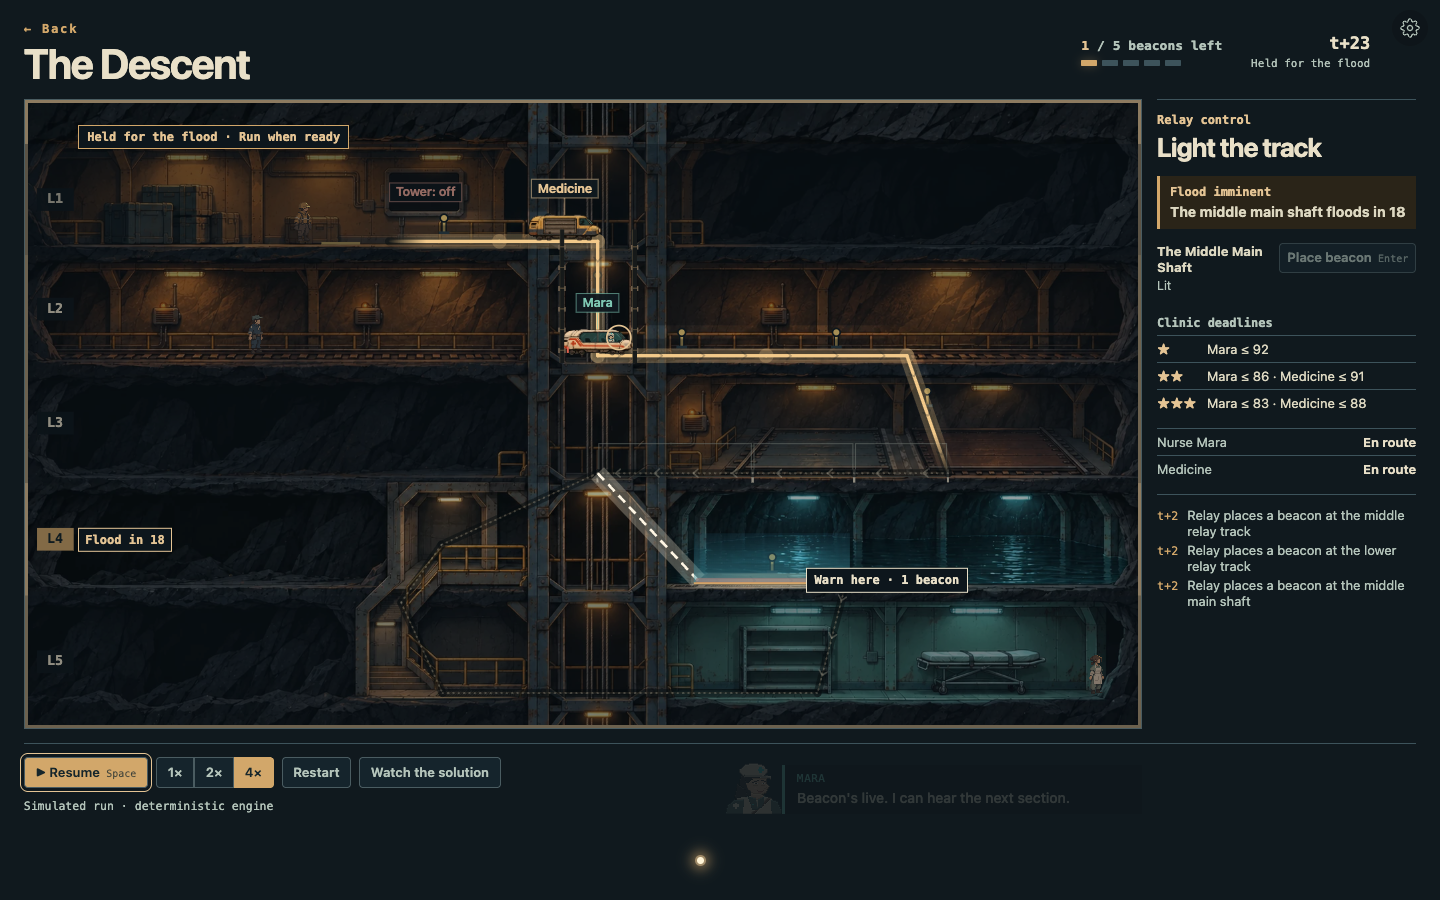 ← Back
The Descent
1 / 5 beacons left
t+23
Held for the flood
Held for the flood · Run when ready
L1
Tower: off
Medicine
L2
Mara
L3
L4
Flood in 18
Warn here · 1 beacon
L5
Relay control
Light the track
Flood imminent
The middle main shaft floods in 18
The Middle Main
Shaft
Lit
Place beacon Enter
Clinic deadlines
★ Mara ≤ 92
★★ Mara ≤ 86 · Medicine ≤ 91
★★★ Mara ≤ 83 · Medicine ≤ 88
Nurse Mara En route
Medicine En route
t+2 Relay places a beacon at the middle
relay track
t+2 Relay places a beacon at the lower
relay track
t+2 Relay places a beacon at the middle
main shaft
▶ Resume Space
1×
2×
4×
Restart
Watch the solution
Simulated run · deterministic engine
MARA
Beacon's live. I can hear the next section.